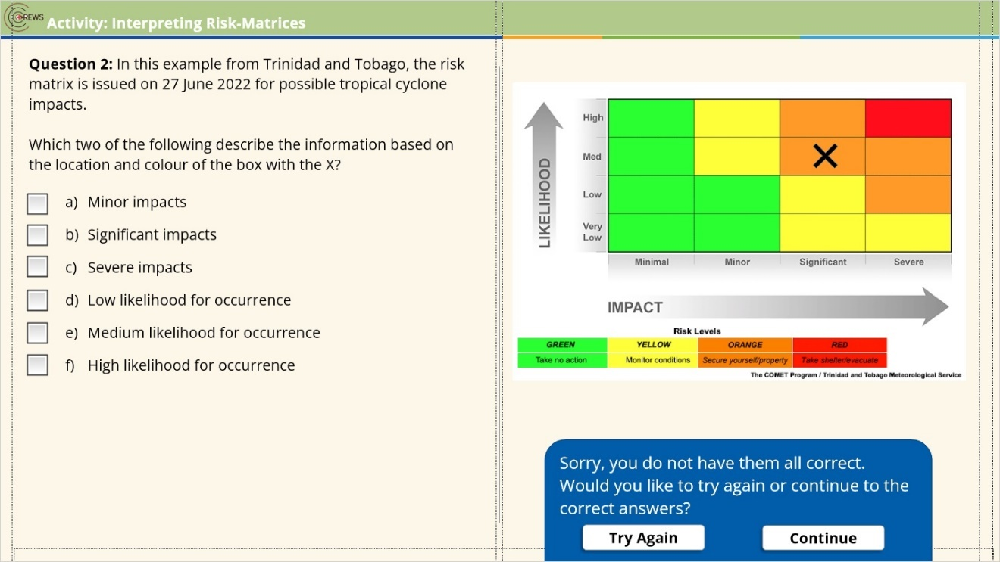 CREWS
Activity: Interpreting Risk-Matrices
Question 2: In this example from Trinidad and Tobago, the risk
matrix is issued on 27 June 2022 for possible tropical cyclone
impacts.
Which two of the following describe the information based on
the location and colour of the box with the X?
a) Minor impacts
b) Significant impacts
c) Severe impacts
d) Low likelihood for occurrence
e) Medium likelihood for occurrence
f) High likelihood for occurrence
LIKELIHOOD
High
Med
X
Low
Very
Low
Minimal Minor Significant Severe
IMPACT
Risk Levels
GREEN YELLOW ORANGE RED
Take no action Monitor conditions Secure yourself/property Take shelter/evacuate
The COMET Program / Trinidad and Tobago Meteorological Service
Sorry, you do not have them all correct.
Would you like to try again or continue to the
correct answers?
Try Again Continue